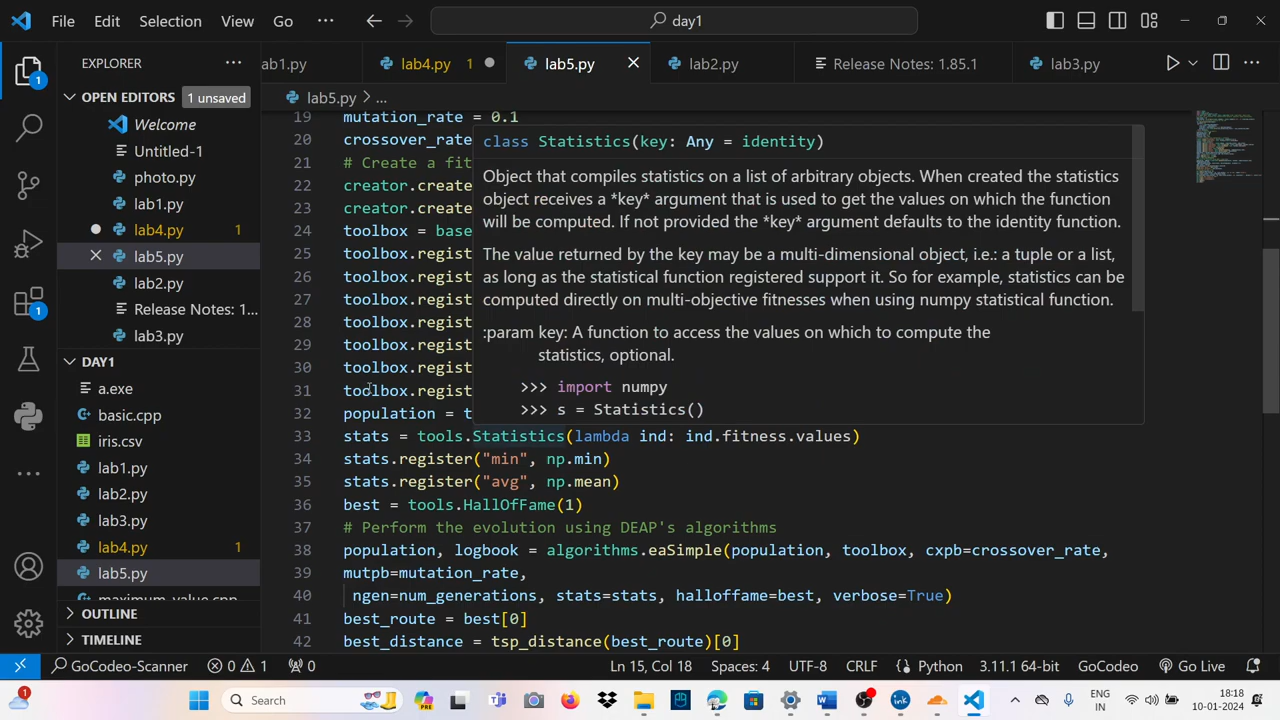 File Edit Selection View Go day1
EXPLORER
ab1.py lab4.py 1 lab5.py lab2.py Release Notes: 1.85.1 lab3.py
OPEN EDITORS 1 unsaved
Welcome
Untitled-1
photo.py
lab1.py
lab4.py 1
lab5.py
lab2.py
Release Notes: 1...
lab3.py
DAY1
a.exe
basic.cpp
iris.csv
lab1.py
lab2.py
lab3.py
lab4.py 1
lab5.py
maximum_value.cpp
OUTLINE
TIMELINE
lab5.py > ...
19 mutation_rate = 0.1
20 crossover_rate
21 # Create a fit
22 creator.create
23 creator.create
24 toolbox = base
25 toolbox.regist
26 toolbox.regist
27 toolbox.regist
28 toolbox.regist
29 toolbox.regist
30 toolbox.regist
31 toolbox.regist
32 population = t
class Statistics(key: Any = identity)
Object that compiles statistics on a list of arbitrary objects. When created the statistics
object receives a *key* argument that is used to get the values on which the function
will be computed. If not provided the *key* argument defaults to the identity function.
The value returned by the key may be a multi-dimensional object, i.e.: a tuple or a list,
as long as the statistical function registered support it. So for example, statistics can be
computed directly on multi-objective fitnesses when using numpy statistical function.
:param key: A function to access the values on which to compute the
statistics, optional.
>>> import numpy
>>> s = Statistics()
33 stats = tools.Statistics(lambda ind: ind.fitness.values)
34 stats.register("min", np.min)
35 stats.register("avg", np.mean)
36 best = tools.HallOfFame(1)
37 # Perform the evolution using DEAP's algorithms
38 population, logbook = algorithms.eaSimple(population, toolbox, cxpb=crossover_rate,
39 mutpb=mutation_rate,
40 ngen=num_generations, stats=stats, halloffame=best, verbose=True)
41 best_route = best[0]
42 best_distance = tsp_distance(best_route)[0]
GoCodeo-Scanner 0 1 0 Ln 15, Col 18 Spaces: 4 UTF-8 CRLF Python 3.11.1 64-bit GoCodeo Go Live
Search ENG 18:18
IN 10-01-2024